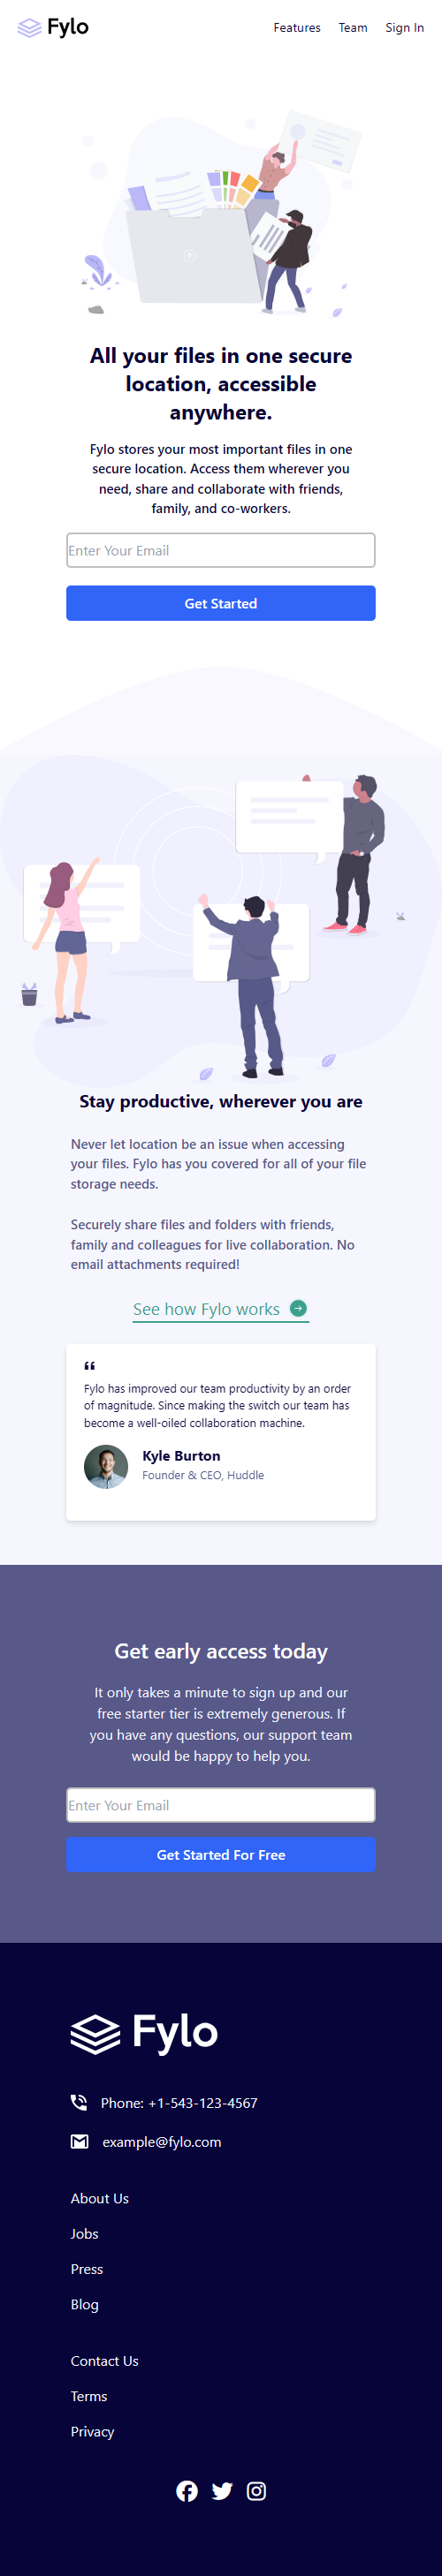 Fylo
Features Team Sign In
All your files in one secure
location, accessible
anywhere.
Fylo stores your most important files in one
secure location. Access them wherever you
need, share and collaborate with friends,
family, and co-workers.
Enter Your Email
Get Started
Stay productive, wherever you are
Never let location be an issue when accessing
your files. Fylo has you covered for all of your file
storage needs.
Securely share files and folders with friends,
family and colleagues for live collaboration. No
email attachments required!
See how Fylo works
“
Fylo has improved our team productivity by an order
of magnitude. Since making the switch our team has
become a well-oiled collaboration machine.
Kyle Burton
Founder & CEO, Huddle
Get early access today
It only takes a minute to sign up and our
free starter tier is extremely generous. If
you have any questions, our support team
would be happy to help you.
Enter Your Email
Get Started For Free
Fylo
Phone: +1-543-123-4567
example@fylo.com
About Us
Jobs
Press
Blog
Contact Us
Terms
Privacy